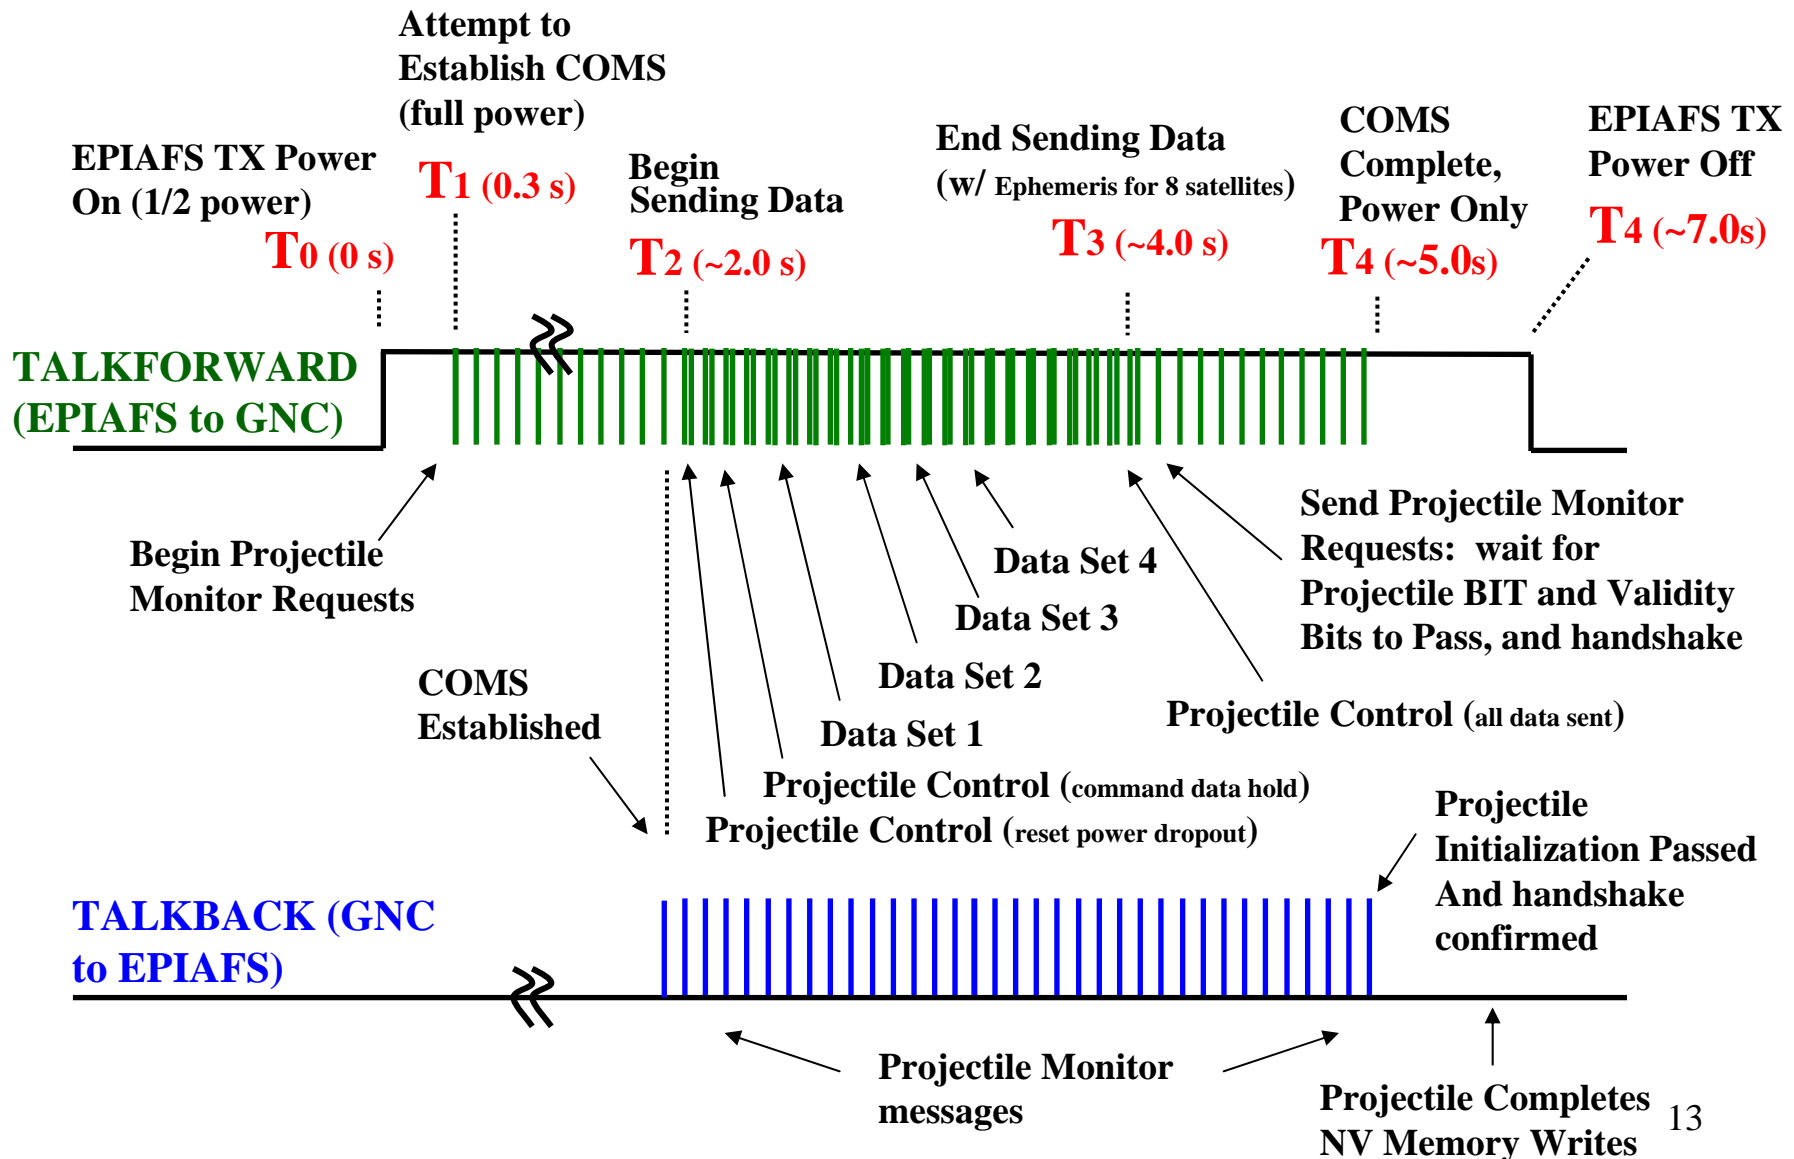 Attempt to
Establish COMS
(full power)
T1 (0.3 s)
EPIAFS TX Power
On (1/2 power)
T0 (0 s)
Begin
Sending Data
T2 (~2.0 s)
End Sending Data
(w/ Ephemeris for 8 satellites)
T3 (~4.0 s)
COMS
Complete,
Power Only
T4 (~5.0s)
EPIAFS TX
Power Off
T4 (~7.0s)
TALKFORWARD
(EPIAFS to GNC)
Begin Projectile
Monitor Requests
COMS
Established
Data Set 4
Data Set 3
Data Set 2
Data Set 1
Projectile Control (command data hold)
Projectile Control (reset power dropout)
Send Projectile Monitor
Requests: wait for
Projectile BIT and Validity
Bits to Pass, and handshake
Projectile Control (all data sent)
Projectile
Initialization Passed
And handshake
confirmed
TALKBACK (GNC
to EPIAFS)
Projectile Monitor
messages
Projectile Completes
NV Memory Writes
13